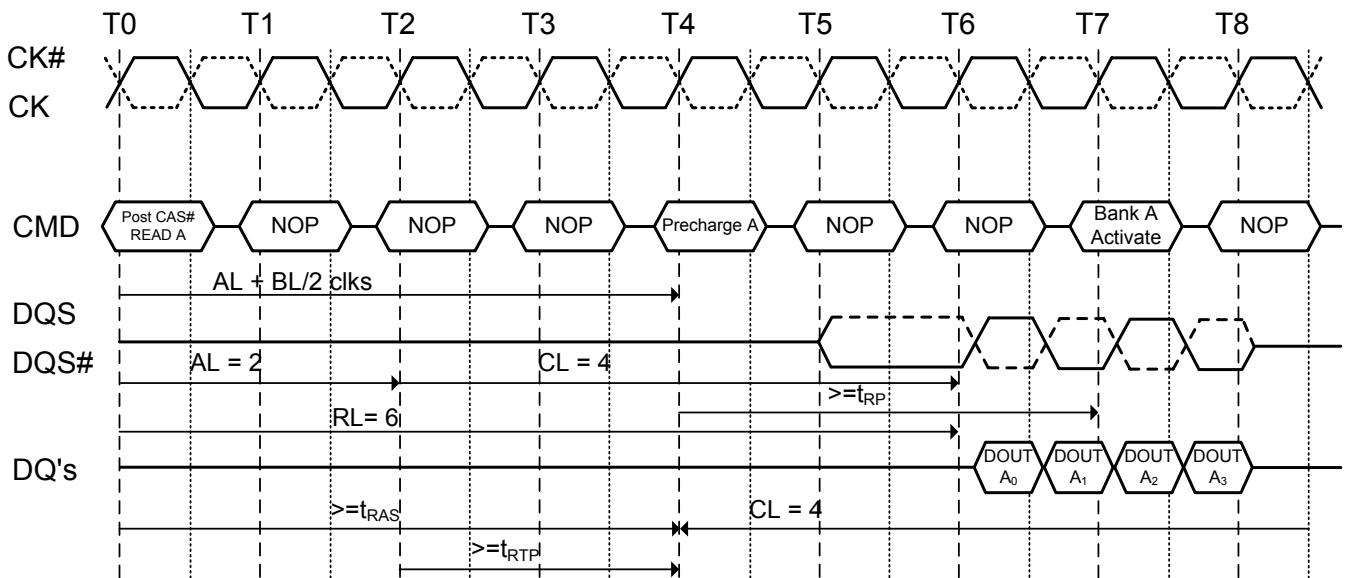 T0 T1 T2 T3 T4 T5 T6 T7 T8
CK#
CK
CMD
Post CAS#
READ A
NOP
NOP
NOP
Precharge A
NOP
NOP
Bank A
Activate
NOP
AL + BL/2 clks
DQS
DQS#
AL = 2
CL = 4
>=tRP
RL= 6
DQ's
DOUT
A0
DOUT
A1
DOUT
A2
DOUT
A3
>=tRAS
CL = 4
>=tRTP